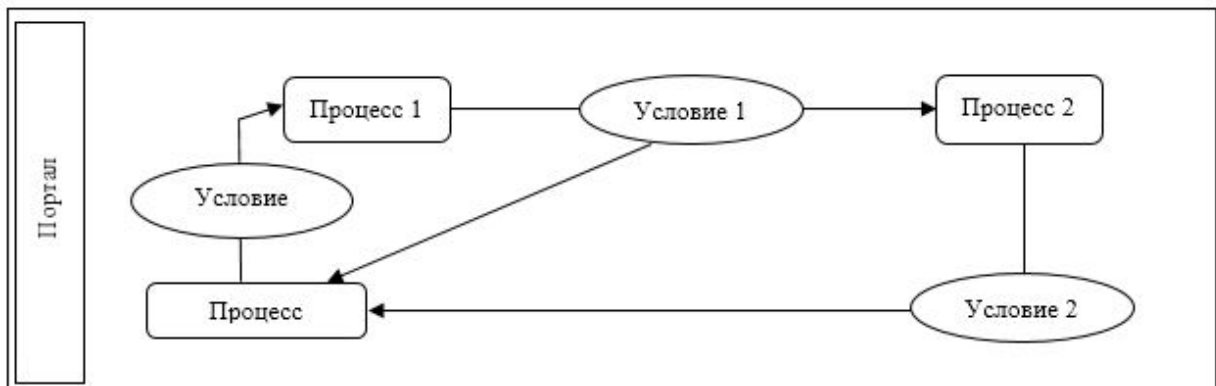 Портал
Процесс 1
Условие 1
Процесс 2
Условие
Процесс
Условие 2